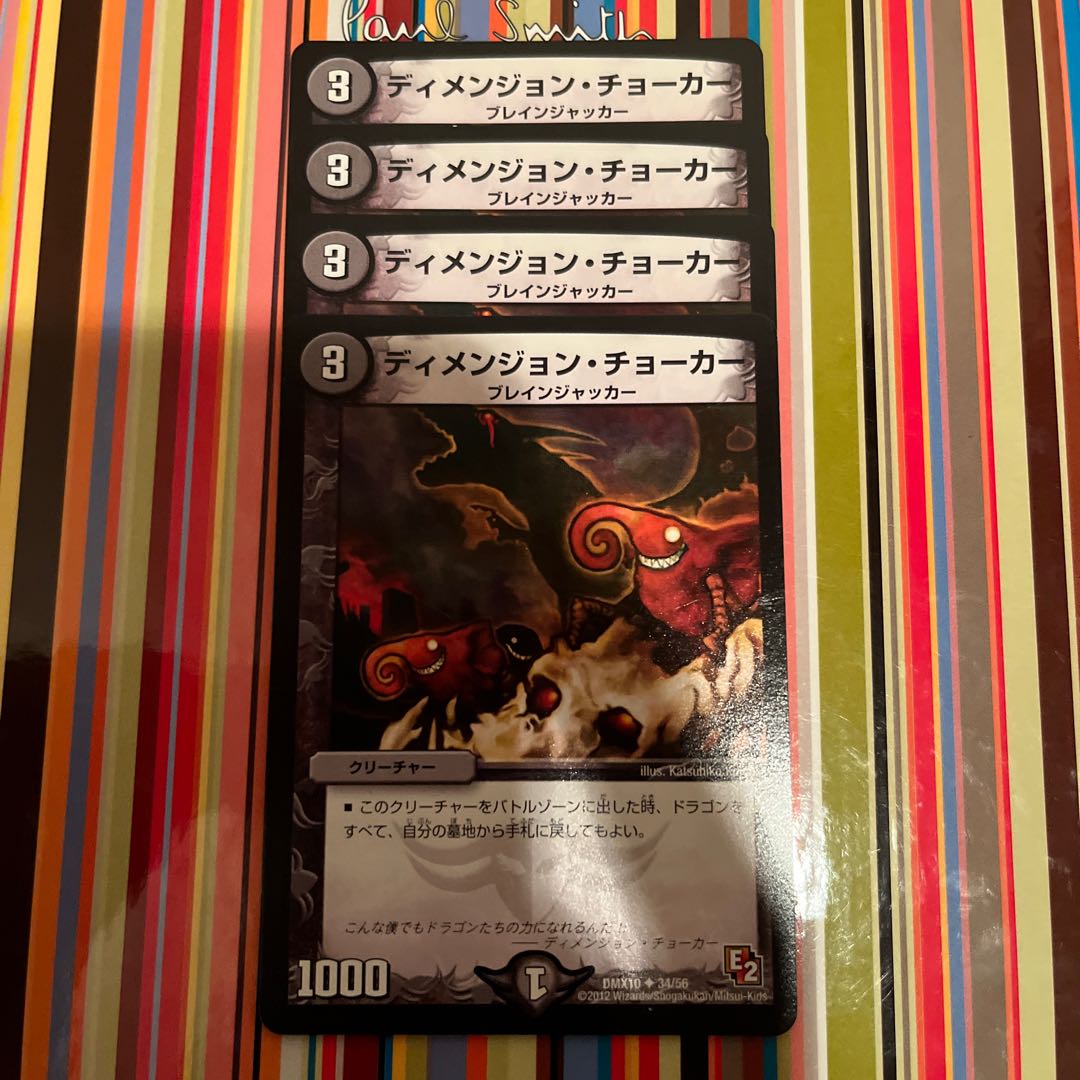 Paul Smith
3
ディメンジョン・チョーカー
ブレインジャッカー
3
ディメンジョン・チョーカー
ブレインジャッカー
3
ディメンジョン・チョーカー
ブレインジャッカー
3
ディメンジョン・チョーカー
ブレインジャッカー
クリーチャー
illus. Katsuhiko
■ このクリーチャーをバトルゾーンに出した時、ドラゴンを
すべて、自分の墓地から手札に戻してもよい。
こんな僕でもドラゴンたちの力になれるんだ!
—— ディメンション・チョーカー
1000
1
E2
DMX10 ◆ 34/56
©2012 Wizards/Shogakukan/Mitsui-Kids